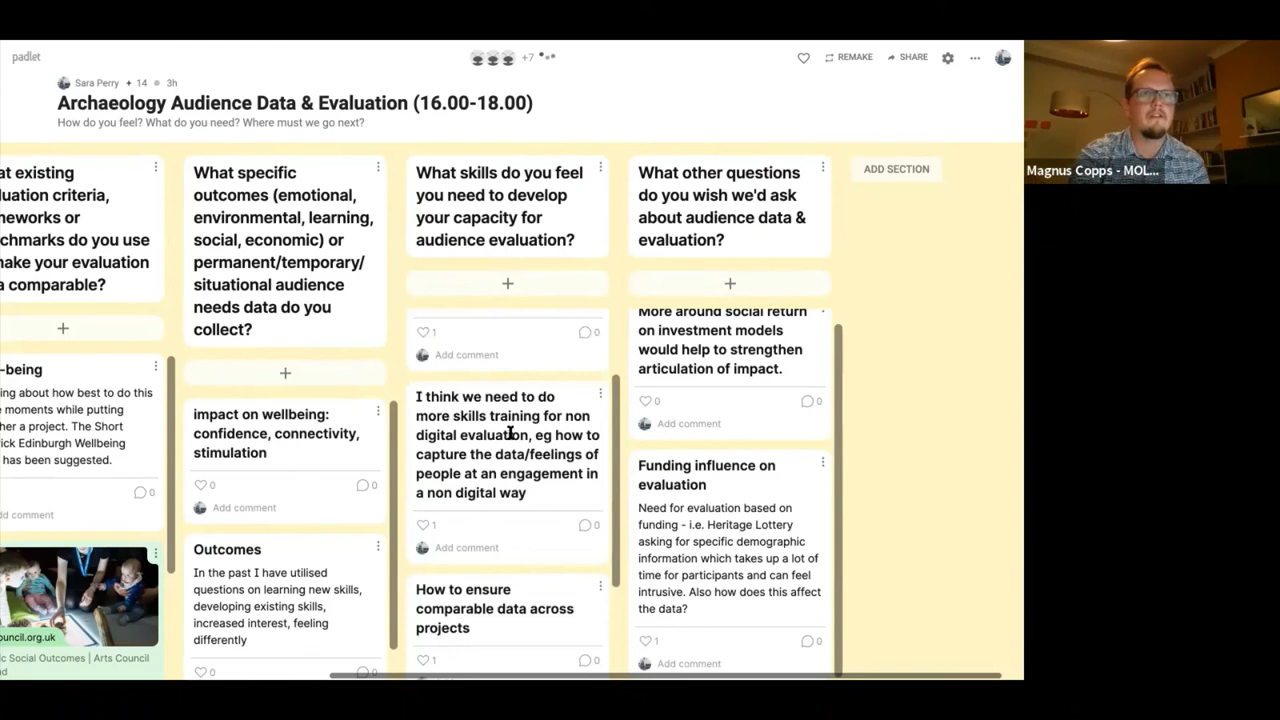 padlet
+7
REMAKE
SHARE
Sara Perry + 14 3h
Archaeology Audience Data & Evaluation (16.00-18.00)
How do you feel? What do you need? Where must we go next?
at existing
luation criteria,
neworks or
chmarks do you use
nake your evaluation
a comparable?
-being
ing about how best to do this
e moments while putting
her a project. The Short
rick Edinburgh Wellbeing
has been suggested.
0
dd comment
ouncil.org.uk
ic Social Outcomes | Arts Council
nd
What specific
outcomes (emotional,
environmental, learning,
social, economic) or
permanent/temporary/
situational audience
needs data do you
collect?
impact on wellbeing:
confidence, connectivity,
stimulation
0 0
Add comment
Outcomes
In the past I have utilised
questions on learning new skills,
developing existing skills,
increased interest, feeling
differently
0 0
What skills do you feel
you need to develop
your capacity for
audience evaluation?
1 0
Add comment
I think we need to do
more skills training for non
digital evaluation, eg how to
capture the data/feelings of
people at an engagement in
a non digital way
1 0
Add comment
How to ensure
comparable data across
projects
1 0
What other questions
do you wish we'd ask
about audience data &
evaluation?
More around social return
on investment models
would help to strengthen
articulation of impact.
0 0
Add comment
Funding influence on
evaluation
Need for evaluation based on
funding - i.e. Heritage Lottery
asking for specific demographic
information which takes up a lot of
time for participants and can feel
intrusive. Also how does this affect
the data?
1 0
Add comment
ADD SECTION
Magnus Copps - MOL...